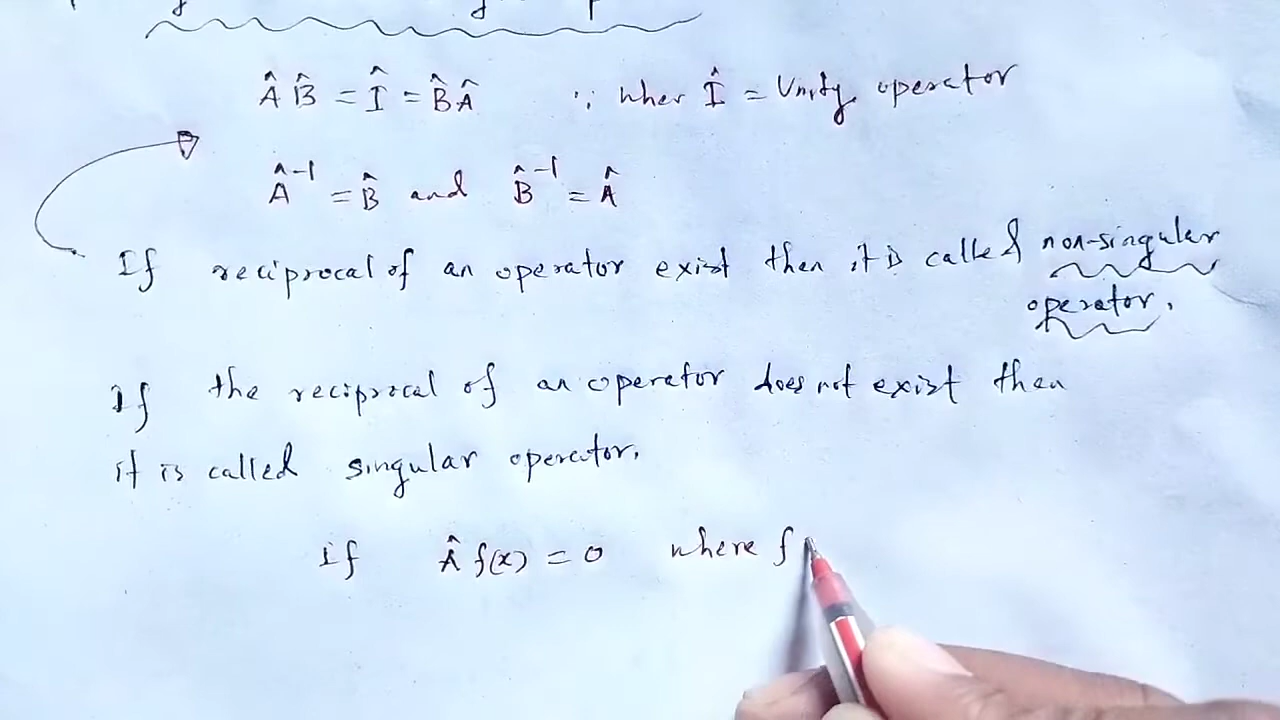 Â B̂ = Î = B̂ Â ∵ wher Î = Unity operator
Â⁻¹ = B̂ and B̂⁻¹ = Â
If reciprocal of an operator exist then it is called non-singular
operator.
If the reciprocal of an operator does not exist then
it is called singular operator.
if Â f(x) = 0 where f